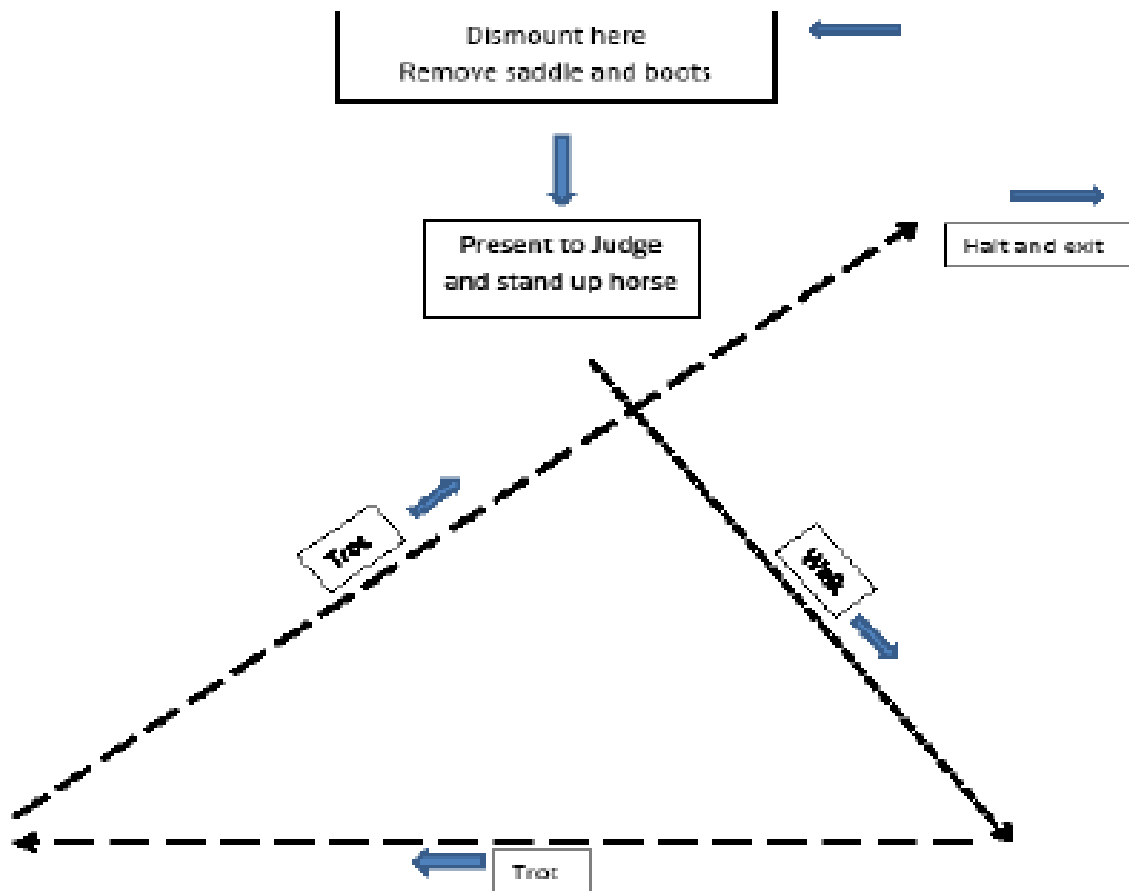 Dismount here
Remove saddle and boots
Present to Judge
and stand up horse
Halt and exit
Trot
Walk
Trot